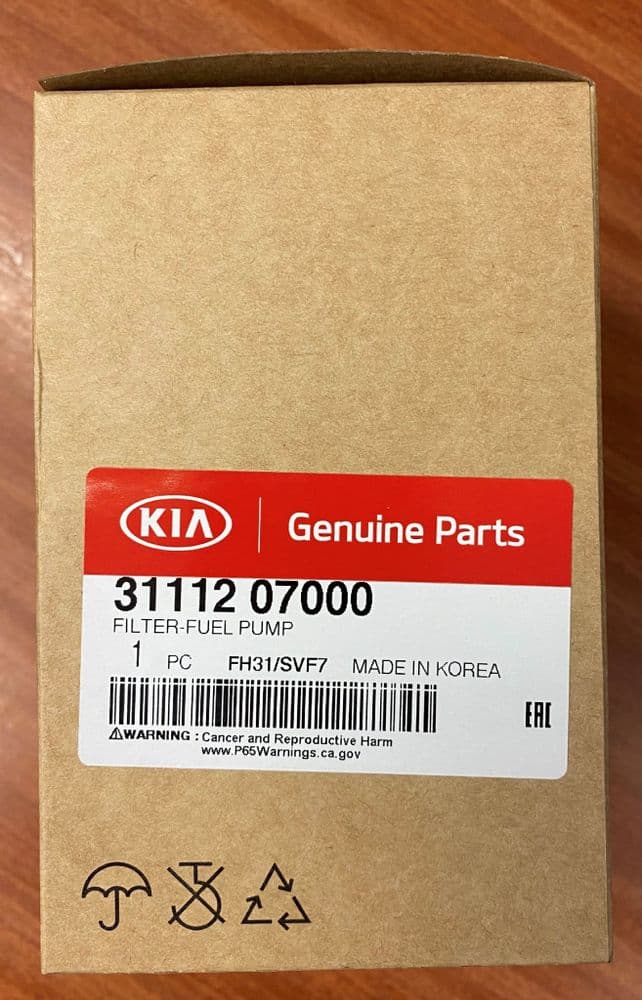 KIA Genuine Parts
31112 07000
FILTER-FUEL PUMP
1 PC FH31/SVF7 MADE IN KOREA
EAC
⚠WARNING : Cancer and Reproductive Harm
www.P65Warnings.ca.gov